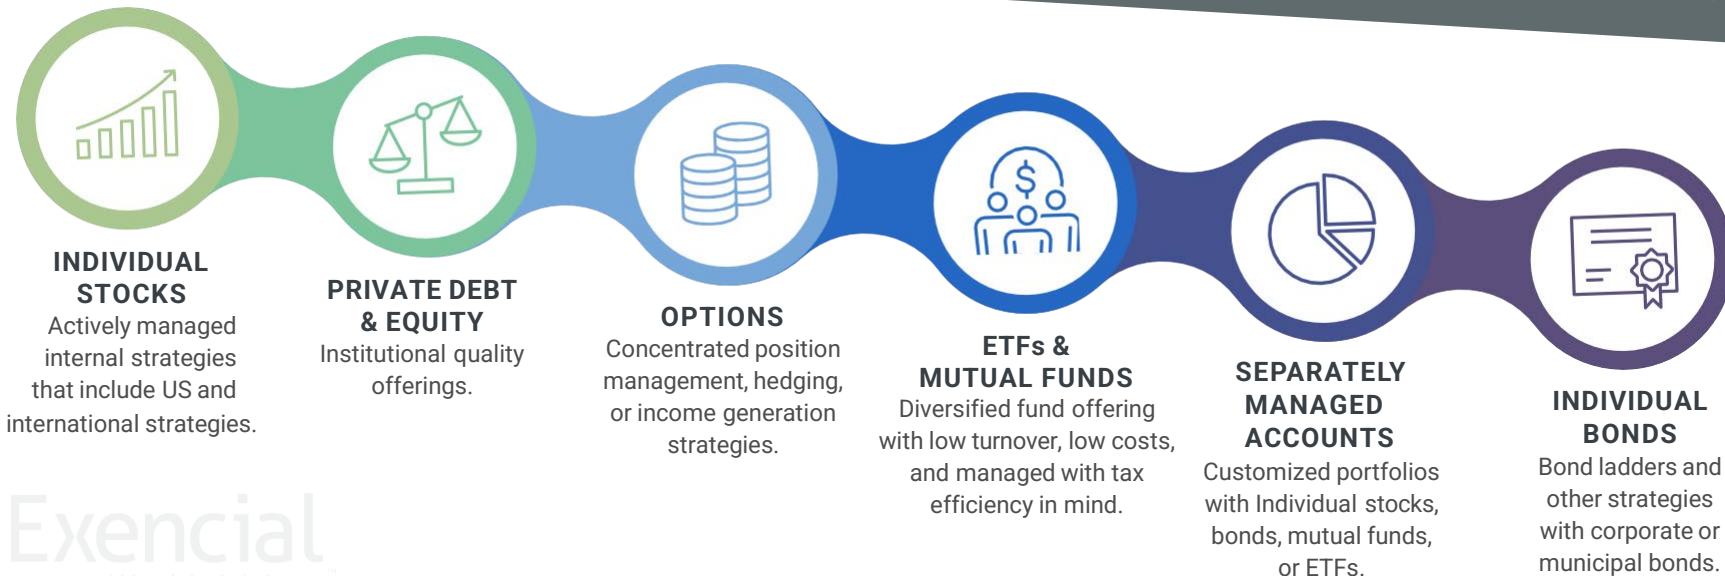 INDIVIDUAL
STOCKS
Actively managed
internal strategies
that include US and
international strategies.
PRIVATE DEBT
& EQUITY
Institutional quality
offerings.
OPTIONS
Concentrated position
management, hedging,
or income generation
strategies.
$
ETFs &
MUTUAL FUNDS
Diversified fund offering
with low turnover, low costs,
and managed with tax
efficiency in mind.
SEPARATELY
MANAGED
ACCOUNTS
Customized portfolios
with Individual stocks,
bonds, mutual funds,
or ETFs.
INDIVIDUAL
BONDS
Bond ladders and
other strategies
with corporate or
municipal bonds.
Exencial